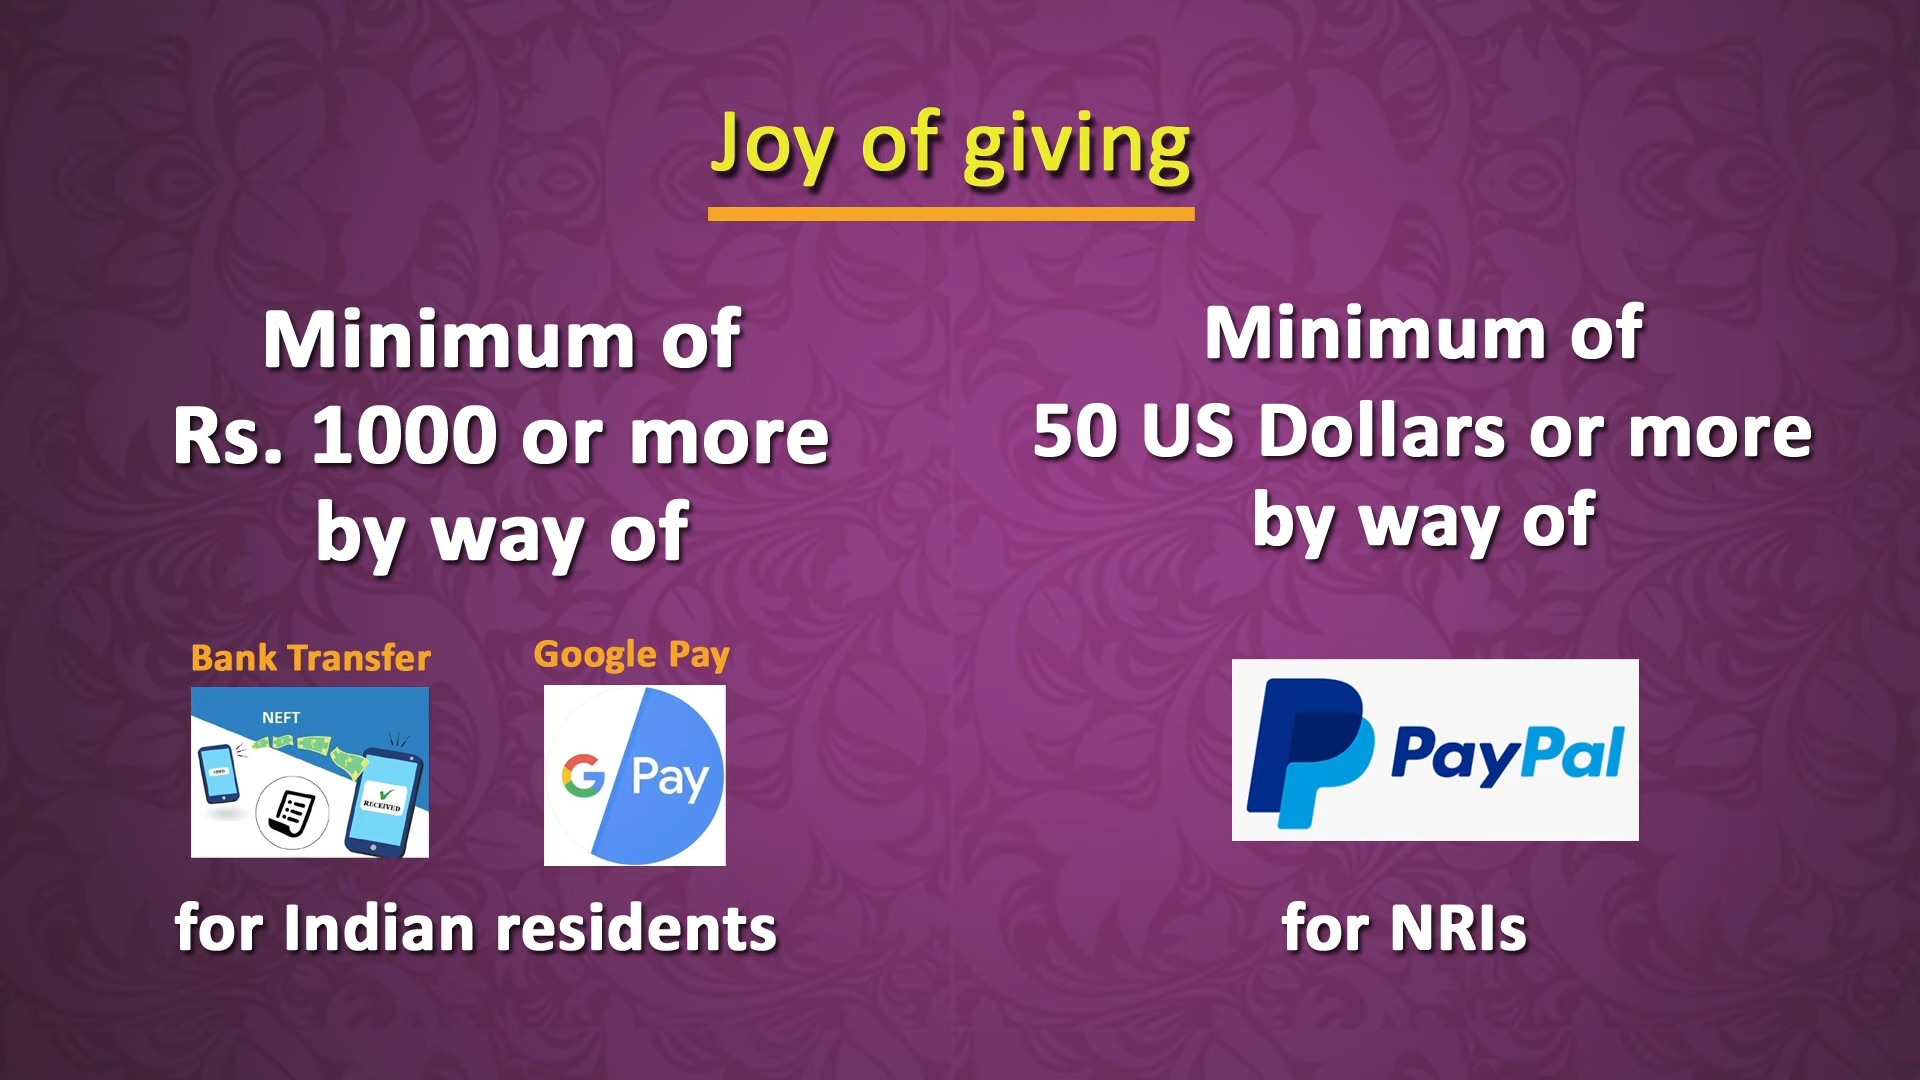 Joy of giving
Minimum of
Rs. 1000 or more
by way of
Bank Transfer
Google Pay
NEFT
RECEIVED
G Pay
for Indian residents
Minimum of
50 US Dollars or more
by way of
PayPal
for NRIs